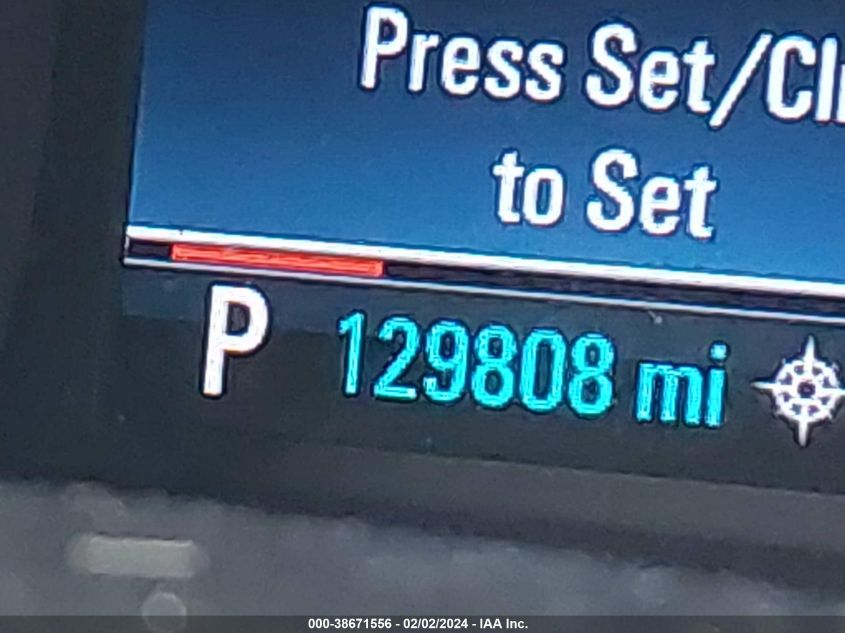 Press Set/Cl
to Set
P 129808 mi
000-38671556 - 02/02/2024 - IAA Inc.